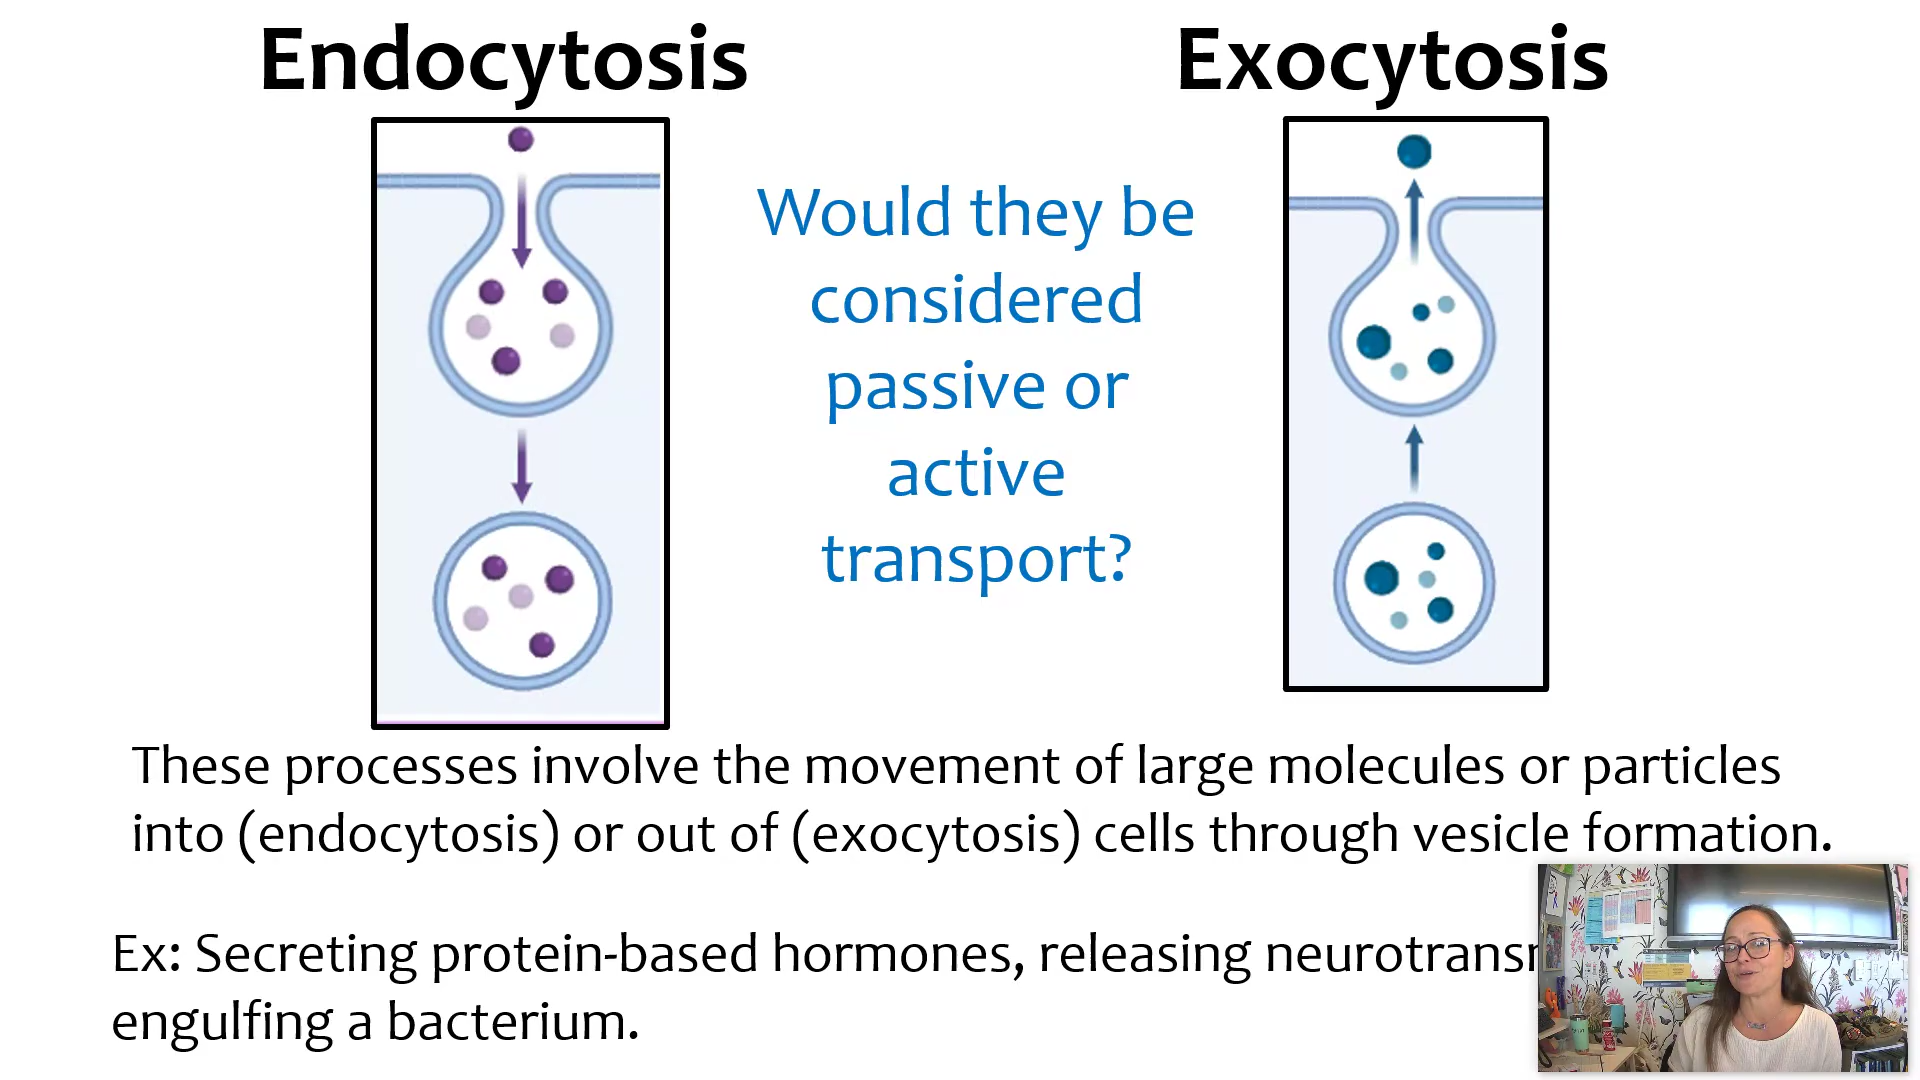 Endocytosis
Exocytosis
Would they be
considered
passive or
active
transport?
These processes involve the movement of large molecules or particles
into (endocytosis) or out of (exocytosis) cells through vesicle formation.
Ex: Secreting protein-based hormones, releasing
engulfing a bacterium.